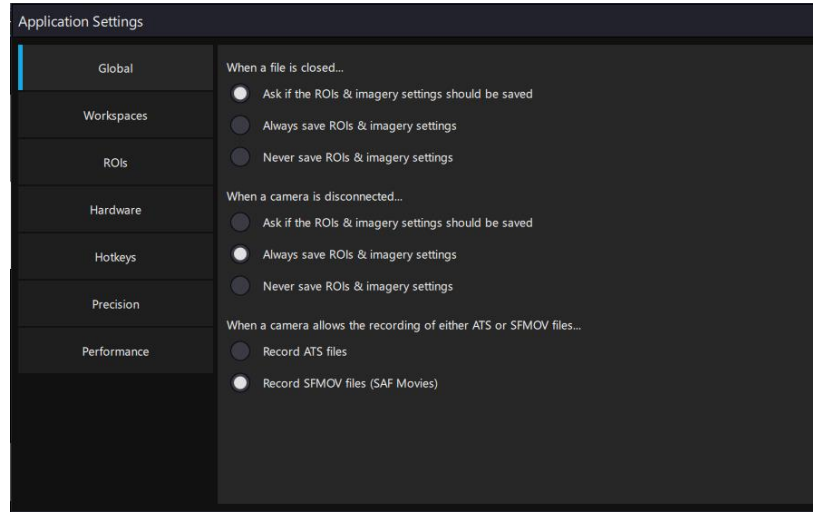 Application Settings
Global
Workspaces
ROIs
Hardware
Hotkeys
Precision
Performance
When a file is closed...
Ask if the ROIs & imagery settings should be saved
Always save ROIs & imagery settings
Never save ROIs & imagery settings
When a camera is disconnected...
Ask if the ROIs & imagery settings should be saved
Always save ROIs & imagery settings
Never save ROIs & imagery settings
When a camera allows the recording of either ATS or SFMOV files...
Record ATS files
Record SFMOV files (SAF Movies)